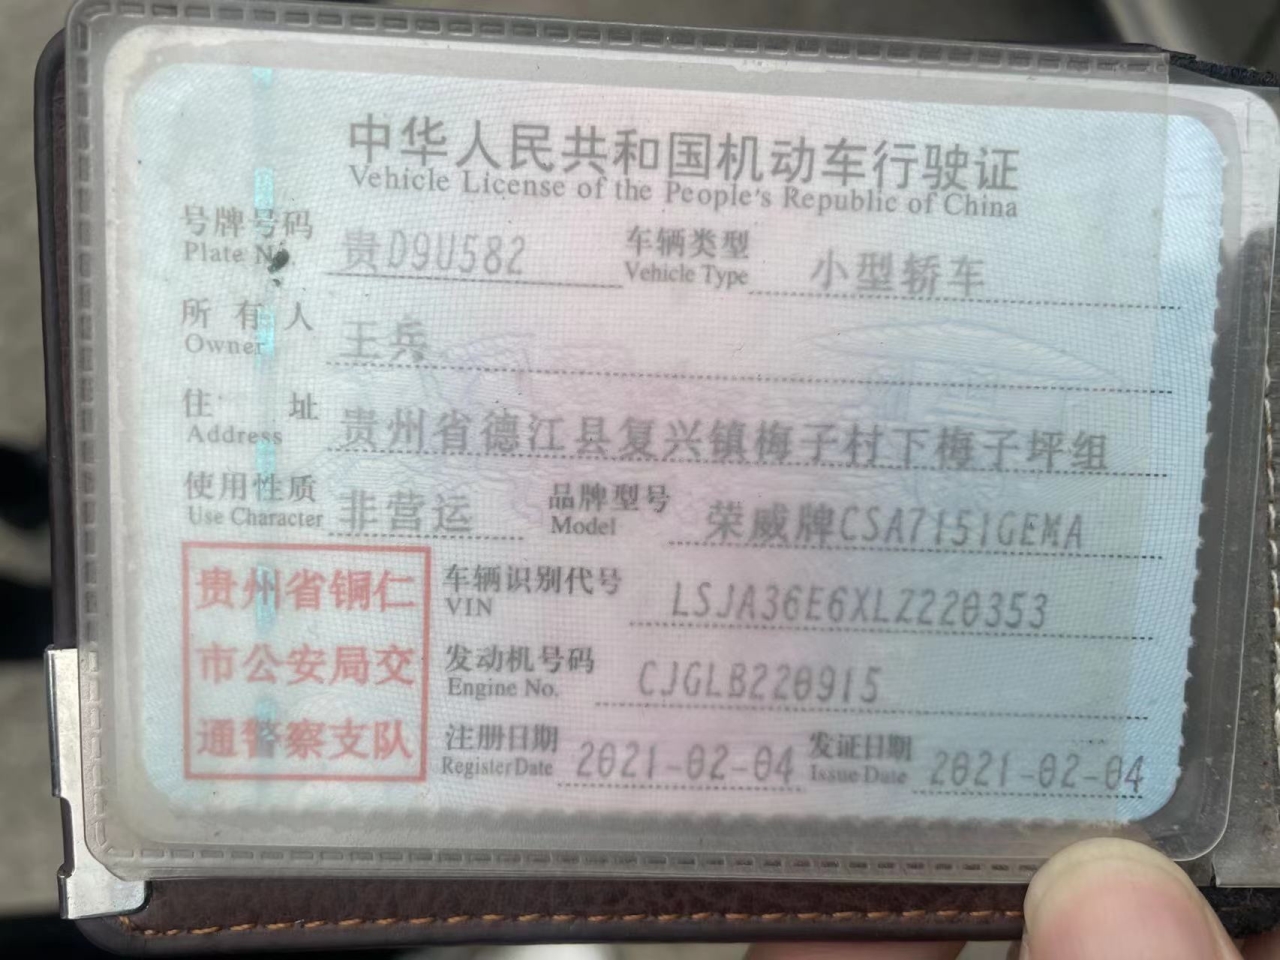 中华人民共和国机动车行驶证
Vehicle License of the People's Republic of China
号牌号码 贵D9U582 车辆类型 小型轿车
Plate No. Vehicle Type
所有人 王兵
Owner
住址 贵州省德江县复兴镇梅子村下梅子坪组
Address
使用性质 非营运 品牌型号 荣威牌CSA7151GEMA
Use Character Model
贵州省铜仁
市公安局交
通警察支队
车辆识别代号 LSJA36E6XLZ220353
VIN
发动机号码 CJGLB220915
Engine No.
注册日期 2021-02-04 发证日期 2021-02-04
Register Date Issue Date